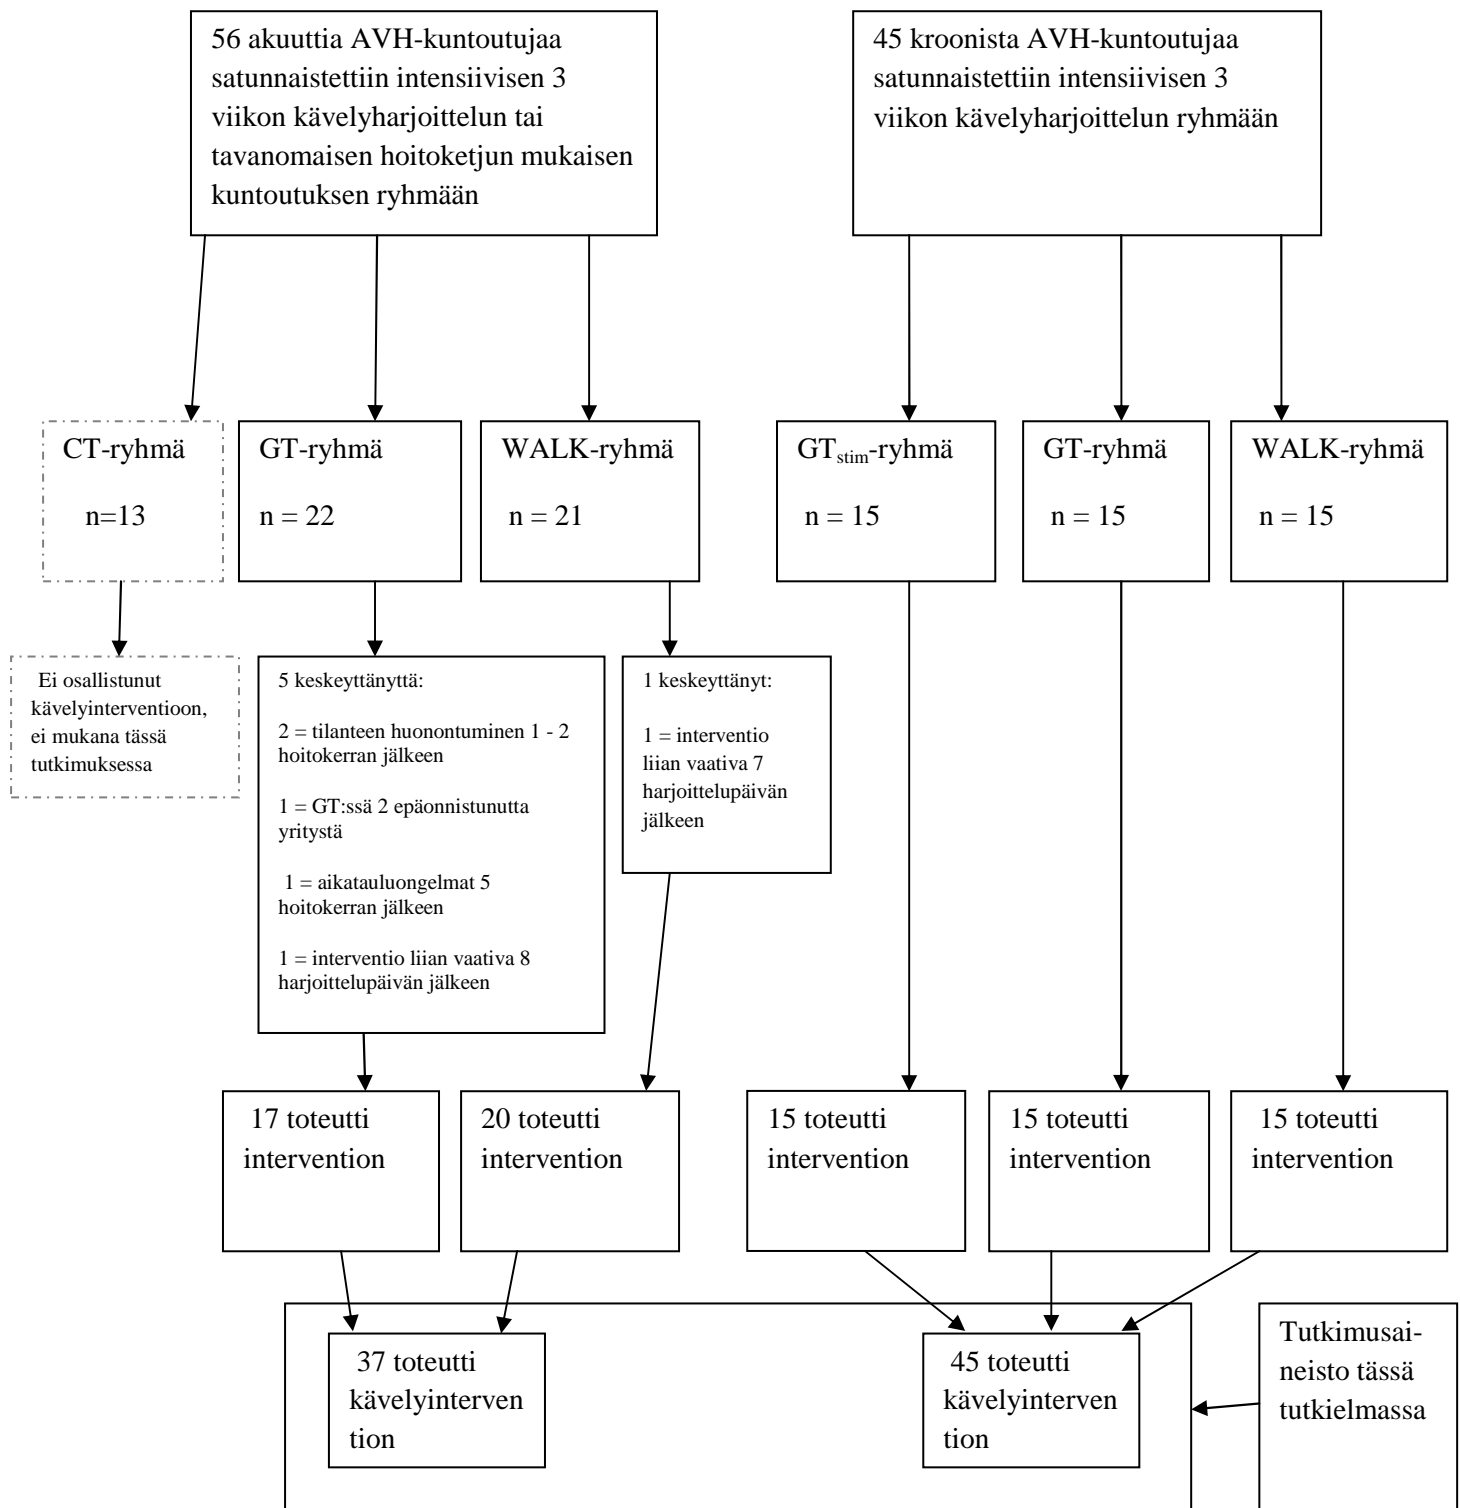 56 akuuttia AVH-kuntoutujaa
satunnaistettiin intensiivisen 3
viikon kävelyharjoittelun tai
tavanomaisen hoitoketjun mukaisen
kuntoutuksen ryhmään
45 kroonista AVH-kuntoutujaa
satunnaistettiin intensiivisen 3
viikon kävelyharjoittelun ryhmään
CT-ryhmä
n=13
GT-ryhmä
n = 22
WALK-ryhmä
n = 21
GTstim-ryhmä
n = 15
GT-ryhmä
n = 15
WALK-ryhmä
n = 15
Ei osallistunut
kävelyinterventioon,
ei mukana tässä
tutkimuksessa
5 keskeyttänyttä:
2 = tilanteen huonontuminen 1 - 2
hoitokerran jälkeen
1 = GT:ssä 2 epäonnistunutta
yritystä
1 = aikatauluongelmat 5
hoitokerran jälkeen
1 = interventio liian vaativa 8
harjoittelupäivän jälkeen
1 keskeyttänyt:
1 = interventio
liian vaativa 7
harjoittelupäivän
jälkeen
17 toteutti
intervention
20 toteutti
intervention
15 toteutti
intervention
15 toteutti
intervention
15 toteutti
intervention
37 toteutti
kävelyinterven
tion
45 toteutti
kävelyinterven
tion
Tutkimusai-
neisto tässä
tutkielmassa